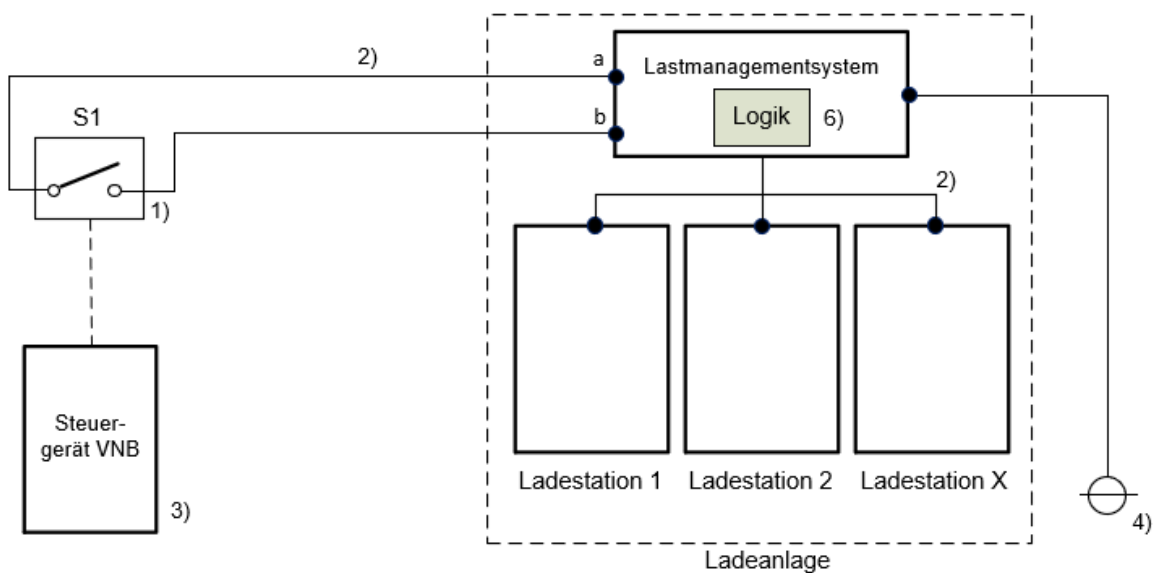 2)
a
Lastmanagementsystem
S1
b
Logik
6)
1)
2)
Steuer-
gerät VNB
3)
Ladestation 1
Ladestation 2
Ladestation X
4)
Ladeanlage